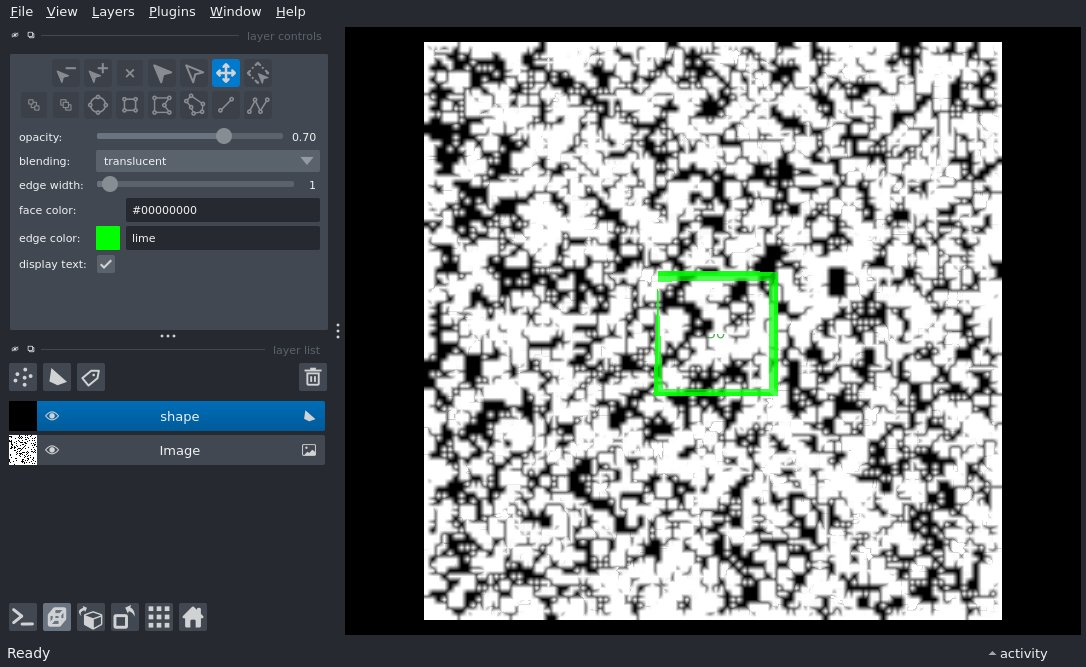 File View Layers Plugins Window Help
layer controls
opacity: 0.70
blending: translucent
edge width: 1
face color: #00000000
edge color: lime
display text:
layer list
shape
Image
Ready
activity